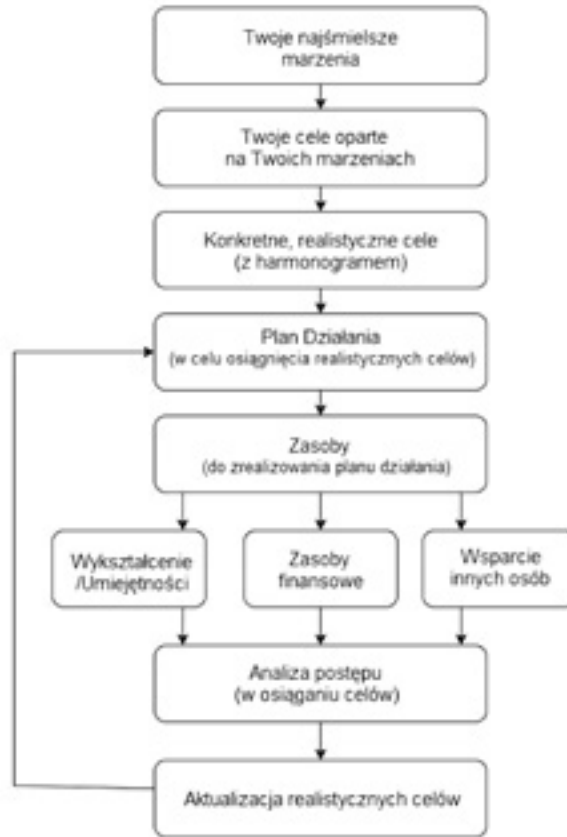 Twoje najśmielsze
marzenia
Twoje cele oparte
na Twoich marzeniach
Konkretne, realistyczne cele
(z harmonogramem)
Plan Działania
(w celu osiągnięcia realistycznych celów)
Zasoby
(do zrealizowania planu działania)
Wykształcenie
/Umiejętności
Zasoby
finansowe
Wsparcie
innych osób
Analiza postępu
(w osiąganiu celów)
Aktualizacja realistycznych celów